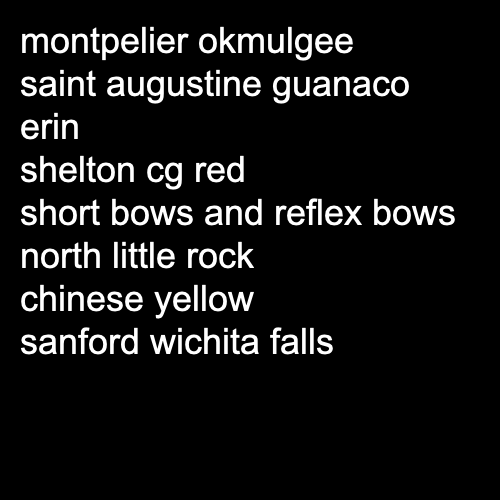 montpelier okmulgee
saint augustine guanaco
erin
shelton cg red
short bows and reflex bows
north little rock
chinese yellow
sanford wichita falls